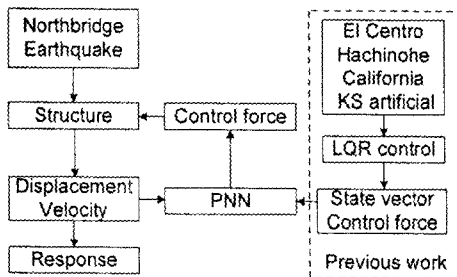 Northbridge
Earthquake
Structure
Control force
Displacement
Velocity
PNN
Response
El Centro
Hachinohe
California
KS artificial
LQR control
State vector
Control force
Previous work